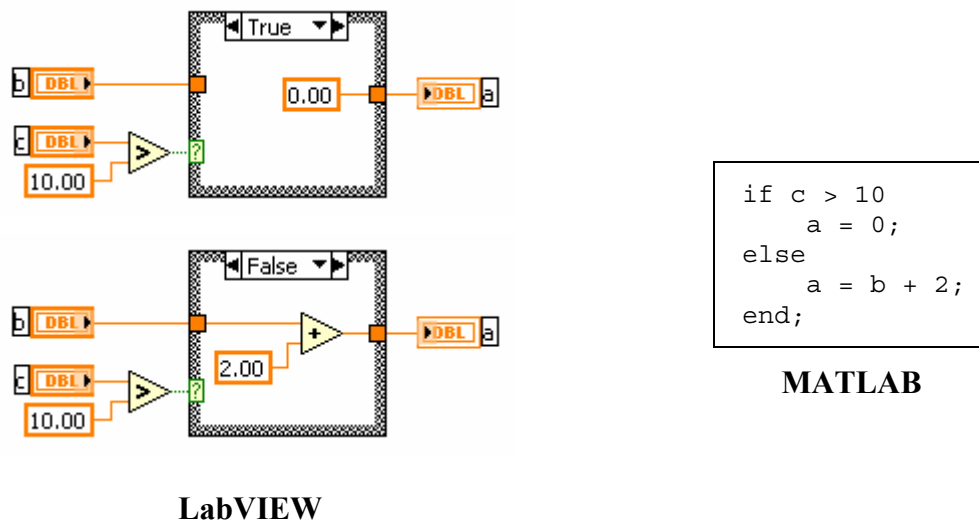 True
b DBL
0.00
DBL a
c DBL
>
?
10.00
False
b DBL
+
DBL a
2.00
c DBL
>
?
10.00
LabVIEW
if c > 10
a = 0;
else
a = b + 2;
end;
MATLAB